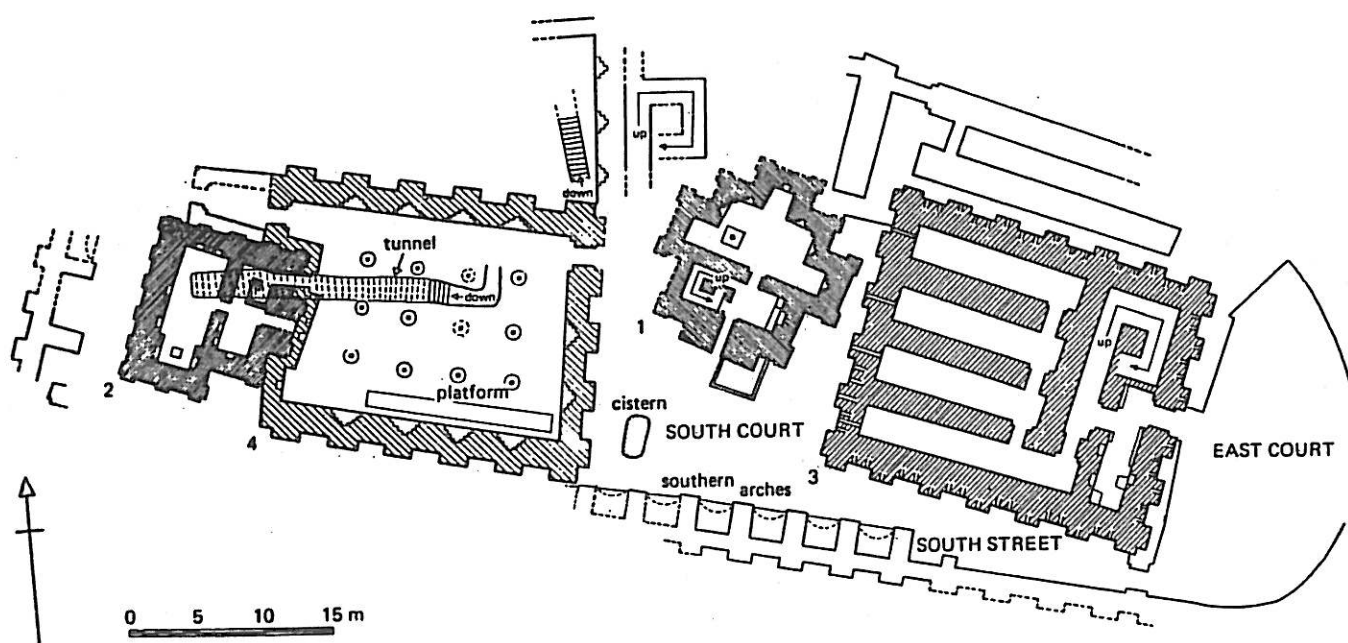 up
down
tunnel
down
up
1
up
2
platform
4
cistern
SOUTH COURT
3
EAST COURT
southern arches
SOUTH STREET
0 5 10 15 m